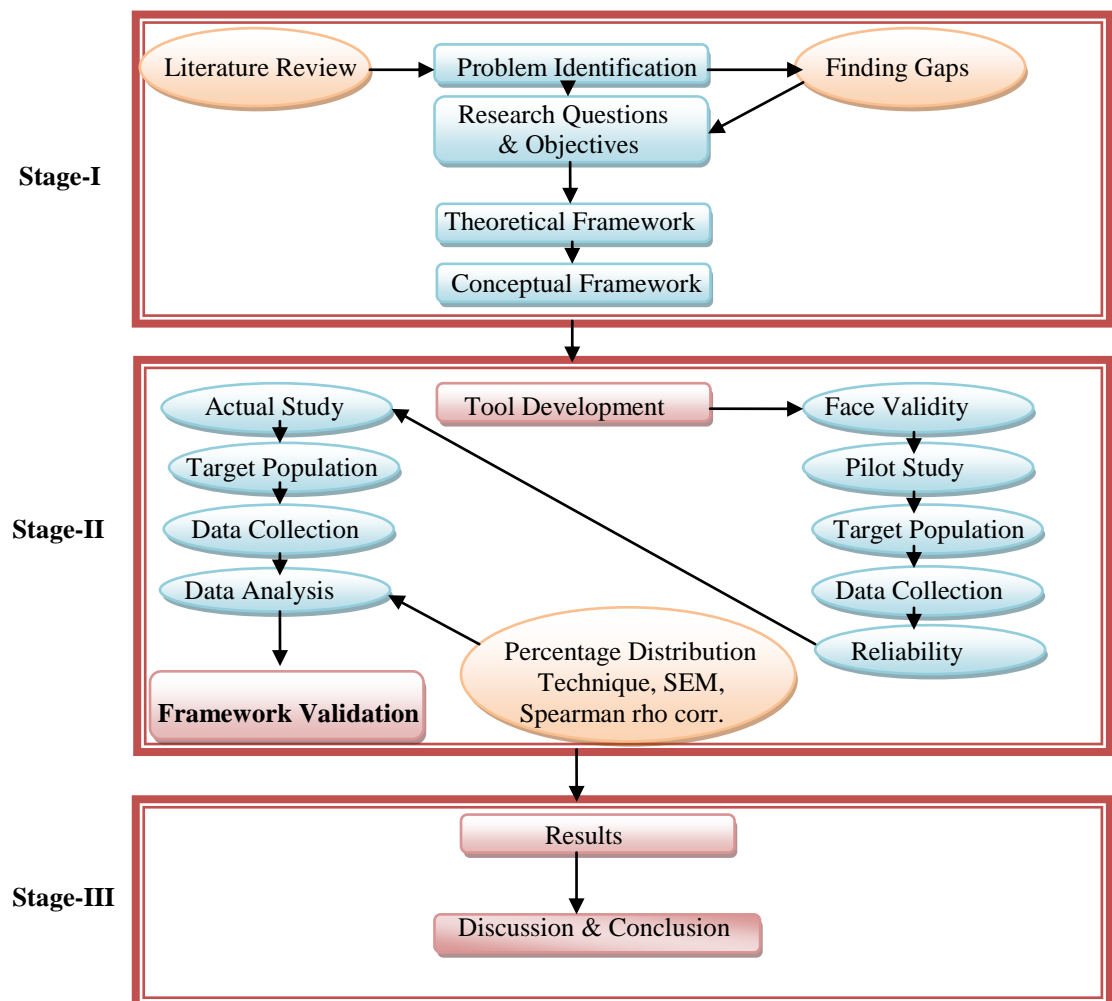 Literature Review
Problem Identification
Finding Gaps
Research Questions
& Objectives
Stage-I
Theoretical Framework
Conceptual Framework
Actual Study
Tool Development
Face Validity
Target Population
Pilot Study
Stage-II
Data Collection
Target Population
Data Analysis
Data Collection
Percentage Distribution
Technique, SEM,
Spearman rho corr.
Reliability
Framework Validation
Results
Stage-III
Discussion & Conclusion